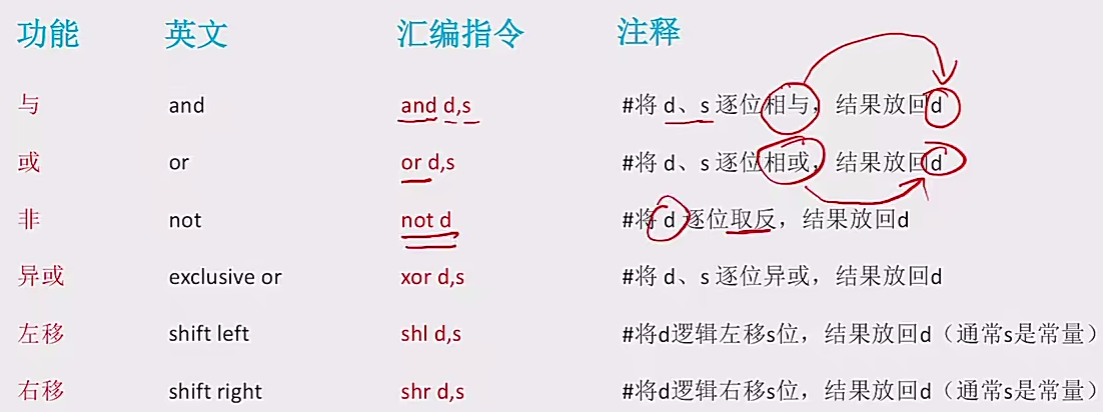 功能 英文 汇编指令 注释
与 and and d,s #将 d、s 逐位相与，结果放回d
或 or or d,s #将 d、s 逐位相或，结果放回d
非 not not d #将 d 逐位取反，结果放回d
异或 exclusive or xor d,s #将 d、s 逐位异或，结果放回d
左移 shift left shl d,s #将d逻辑左移s位，结果放回d（通常s是常量）
右移 shift right shr d,s #将d逻辑右移s位，结果放回d（通常s是常量）